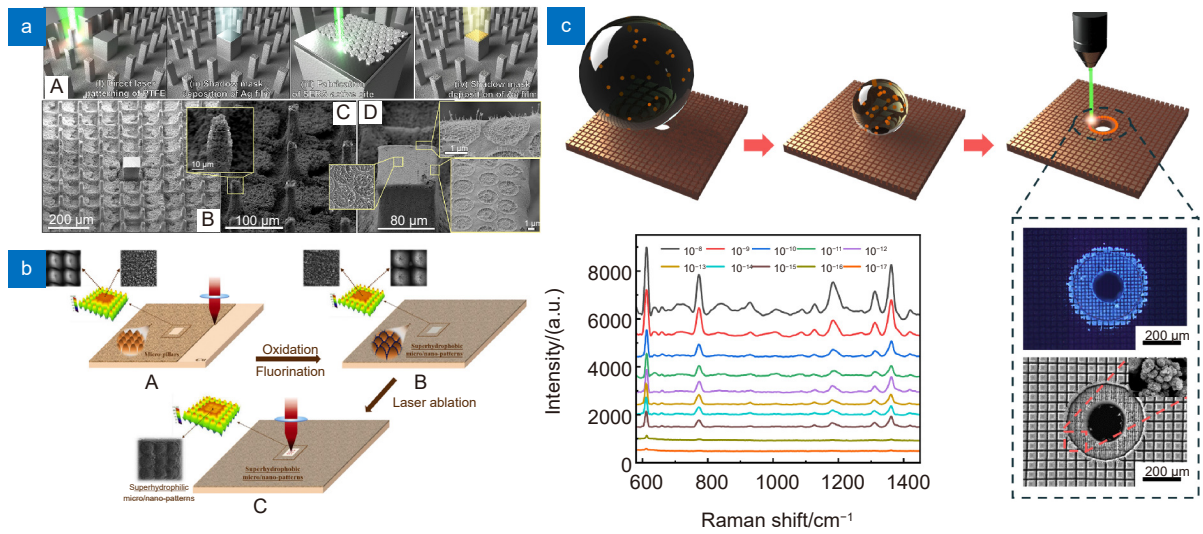 a
A
(i) Direct laser
patterning of PTFE
(ii) Shadow mask
deposition of Ag film
(iii) Fabrication
of SERS active site
(iv) Shadow mask
deposition of Ag film
C
D
10 µm
1 µm
1 µm
200 µm
B
100 µm
80 µm
b
Micro pillars
A
Oxidation
Fluorination
Superhydrophobic
micro/nano-patterns
B
Laser ablation
Superhydrophilic
micro/nano-patterns
Superhydrophobic
micro/nano-patterns
C
c
10⁻⁸ 10⁻⁹ 10⁻¹⁰ 10⁻¹¹ 10⁻¹²
10⁻¹³ 10⁻¹⁴ 10⁻¹⁵ 10⁻¹⁶ 10⁻¹⁷
8000
6000
4000
2000
0
Intensity/(a.u.)
600 800 1000 1200 1400
Raman shift/cm⁻¹
200 µm
200 µm